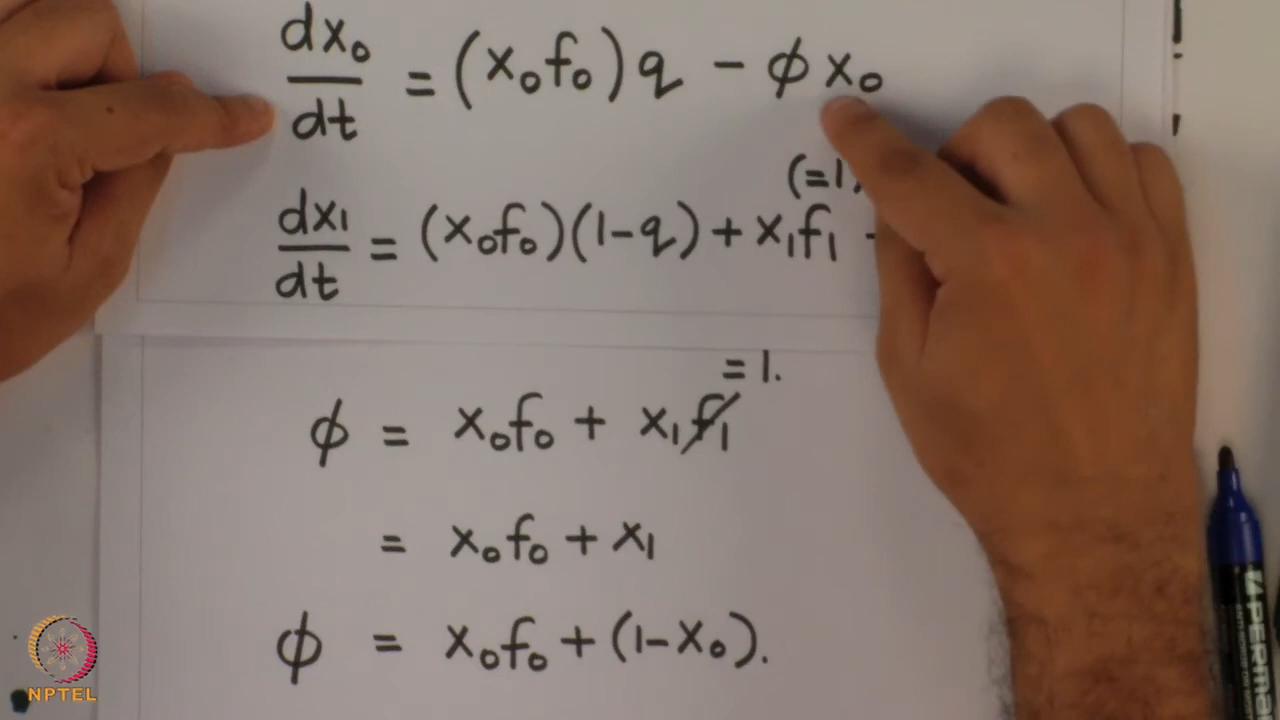 dx₀/dt = (x₀f₀)q - ϕx₀
(=1)
dx₁/dt = (x₀f₀)(1-q) + x₁f₁ -
= 1.
ϕ = x₀f₀ + x₁f₁
= x₀f₀ + x₁
ϕ = x₀f₀ + (1-x₀).
NPTEL